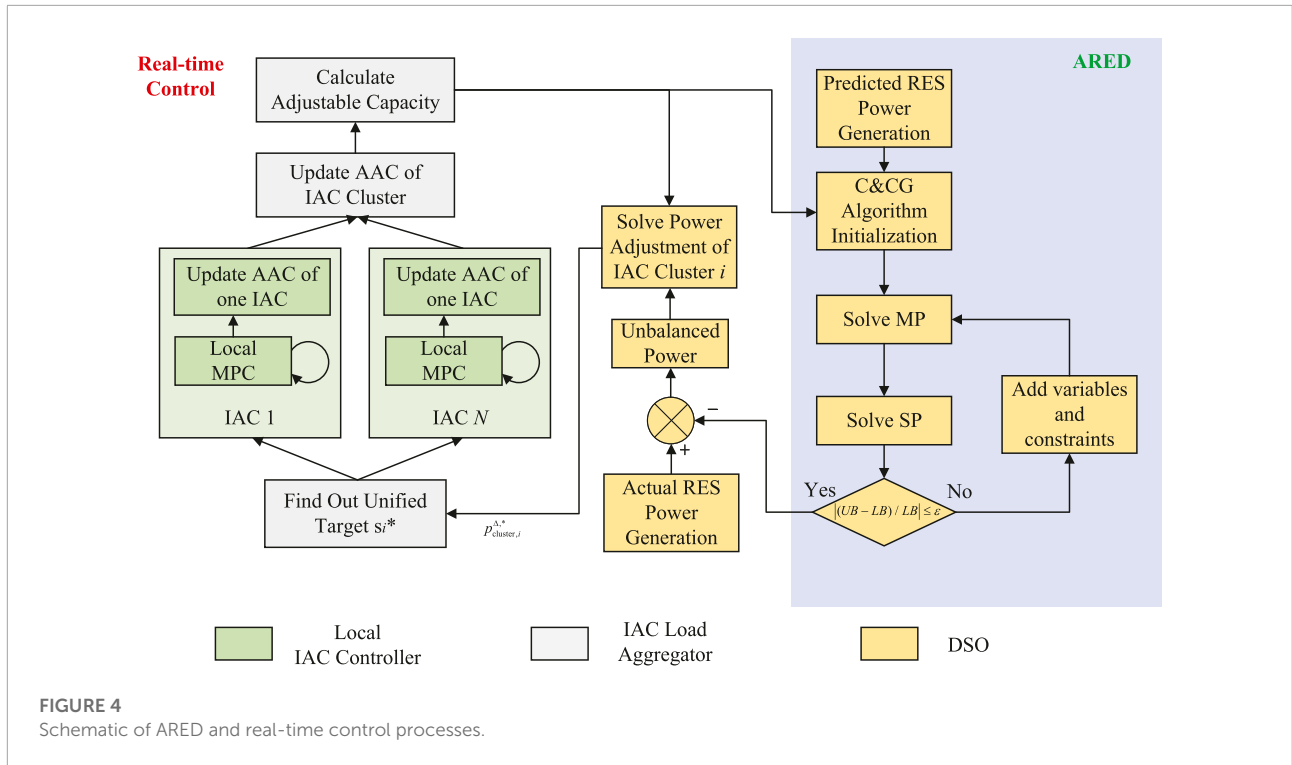 Real-time
Control
Calculate
Adjustable Capacity
Update AAC of
IAC Cluster
Update AAC of
one IAC
Local
MPC
IAC 1
Update AAC of
one IAC
Local
MPC
IAC N
Find Out Unified
Target si*
p^{Δ,*}_{cluster,i}
Solve Power
Adjustment of
IAC Cluster i
Unbalanced
Power
−
+
Actual RES
Power
Generation
ARED
Predicted RES
Power
Generation
C&CG
Algorithm
Initialization
Solve MP
Solve SP
Add variables
and
constraints
Yes
No
|(UB − LB) / LB| ≤ ε
Local
IAC Controller
IAC Load
Aggregator
DSO
FIGURE 4
Schematic of ARED and real-time control processes.